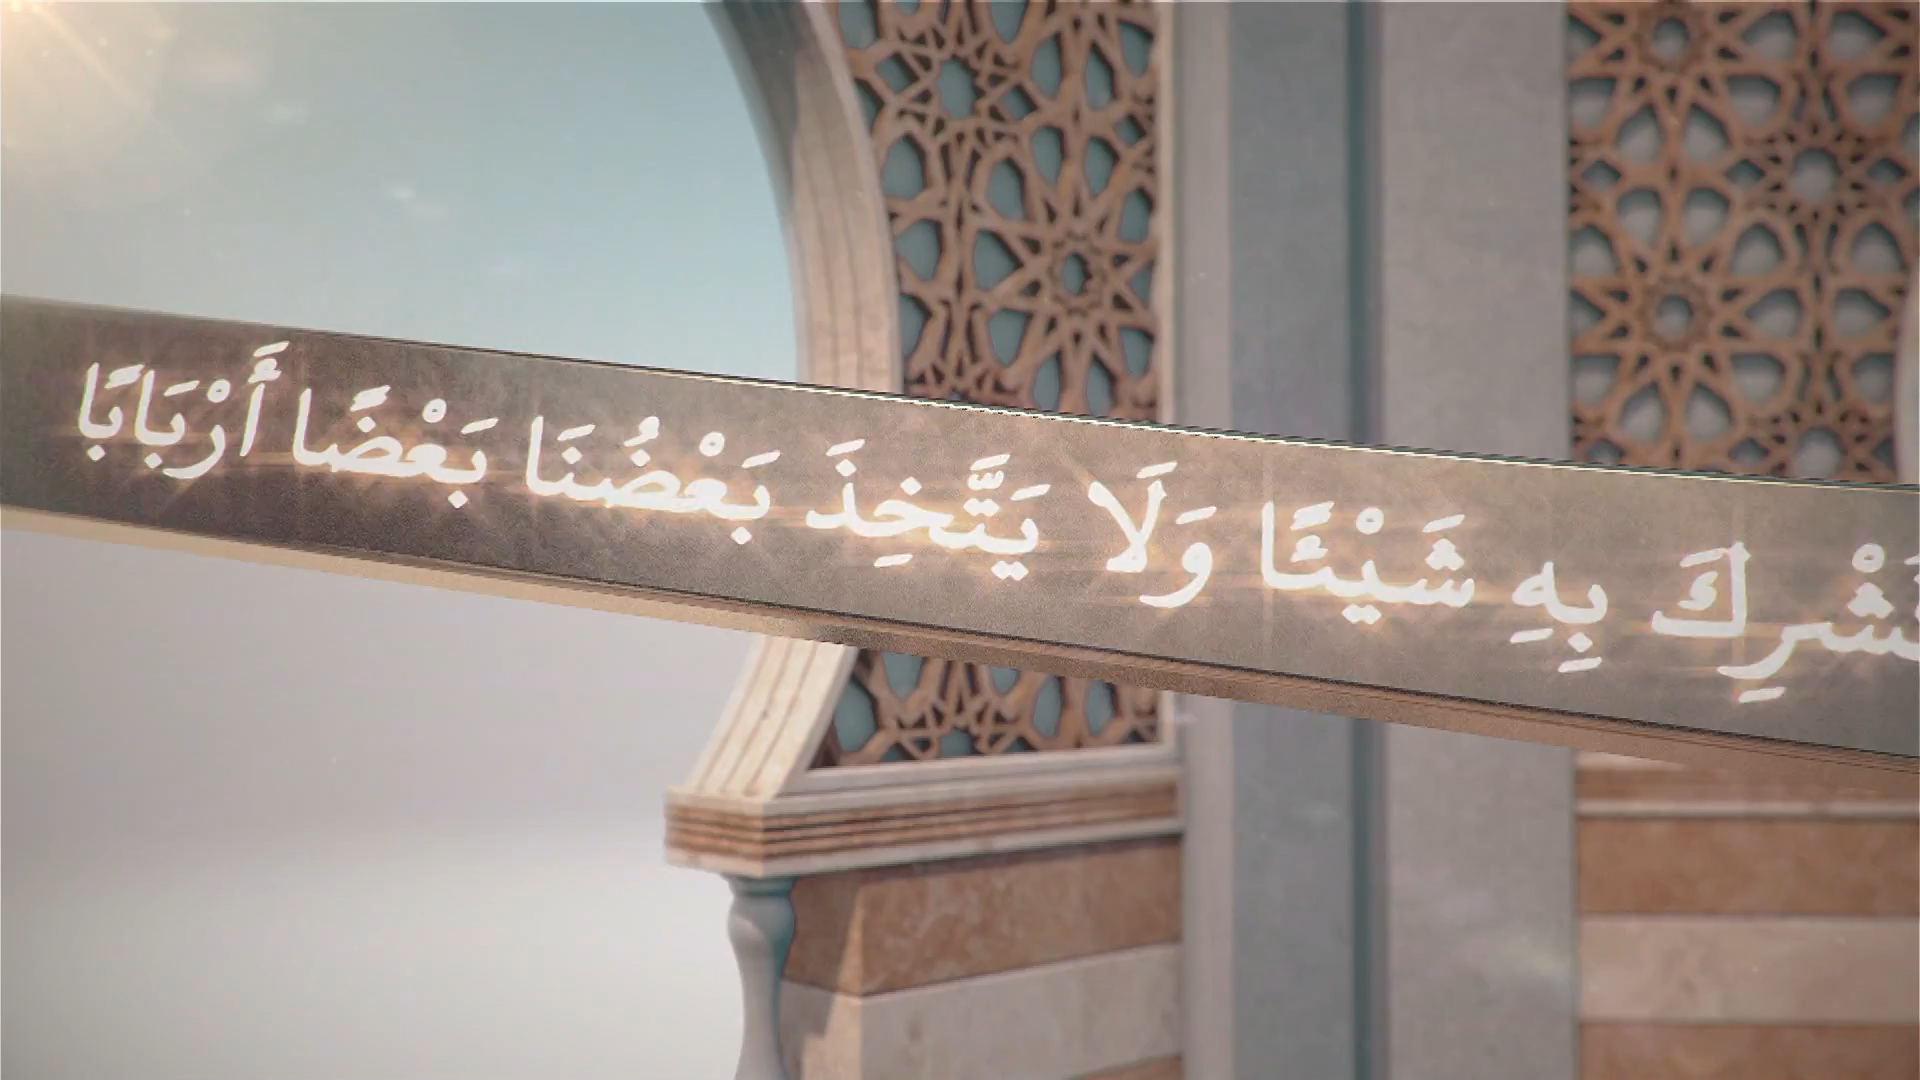 نُشْرِكَ بِهِ شَيْئًا وَلَا يَتَّخِذَ بَعْضُنَا بَعْضًا أَرْبَابًا